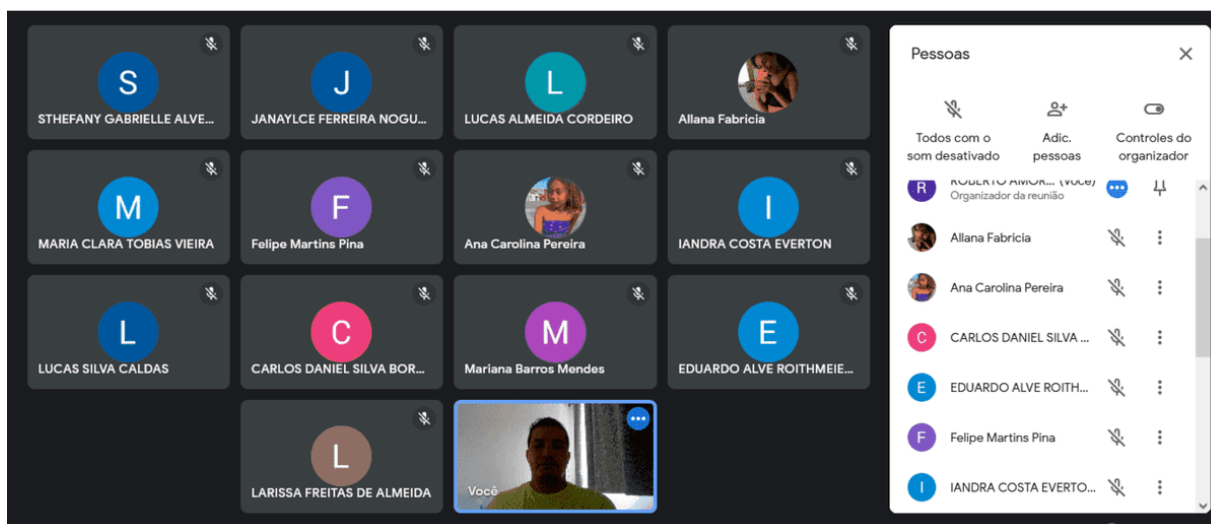 S
STHEFANY GABRIELLE ALVE...
J
JANAYLCE FERREIRA NOGU...
L
LUCAS ALMEIDA CORDEIRO
Allana Fabricia
M
MARIA CLARA TOBIAS VIEIRA
F
Felipe Martins Pina
Ana Carolina Pereira
I
IANDRA COSTA EVERTON
L
LUCAS SILVA CALDAS
C
CARLOS DANIEL SILVA BOR...
M
Mariana Barros Mendes
E
EDUARDO ALVE ROITHMEIE...
L
LARISSA FREITAS DE ALMEIDA
Você
Pessoas
Todos com o
som desativado
Adic.
pessoas
Controles do
organizador
R
ROBERTO AMOR... (Você)
Organizador da reunião
Allana Fabricia
Ana Carolina Pereira
C
CARLOS DANIEL SILVA ...
E
EDUARDO ALVE ROITH...
F
Felipe Martins Pina
I
IANDRA COSTA EVERTO...